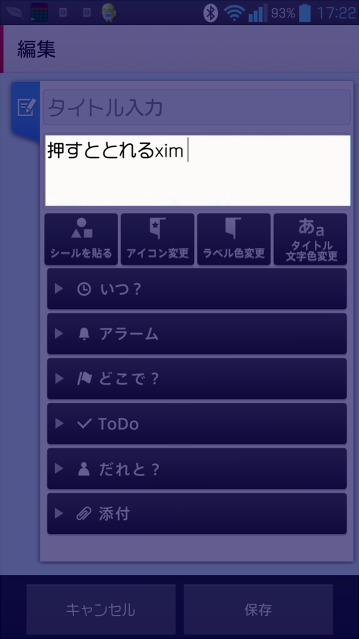 93% 17:22
編集
タイトル入力
押すととれるxim
シールを貼る
アイコン変更
ラベル色変更
あa
タイトル
文字色変更
いつ？
アラーム
どこで？
ToDo
だれと？
添付
キャンセル
保存